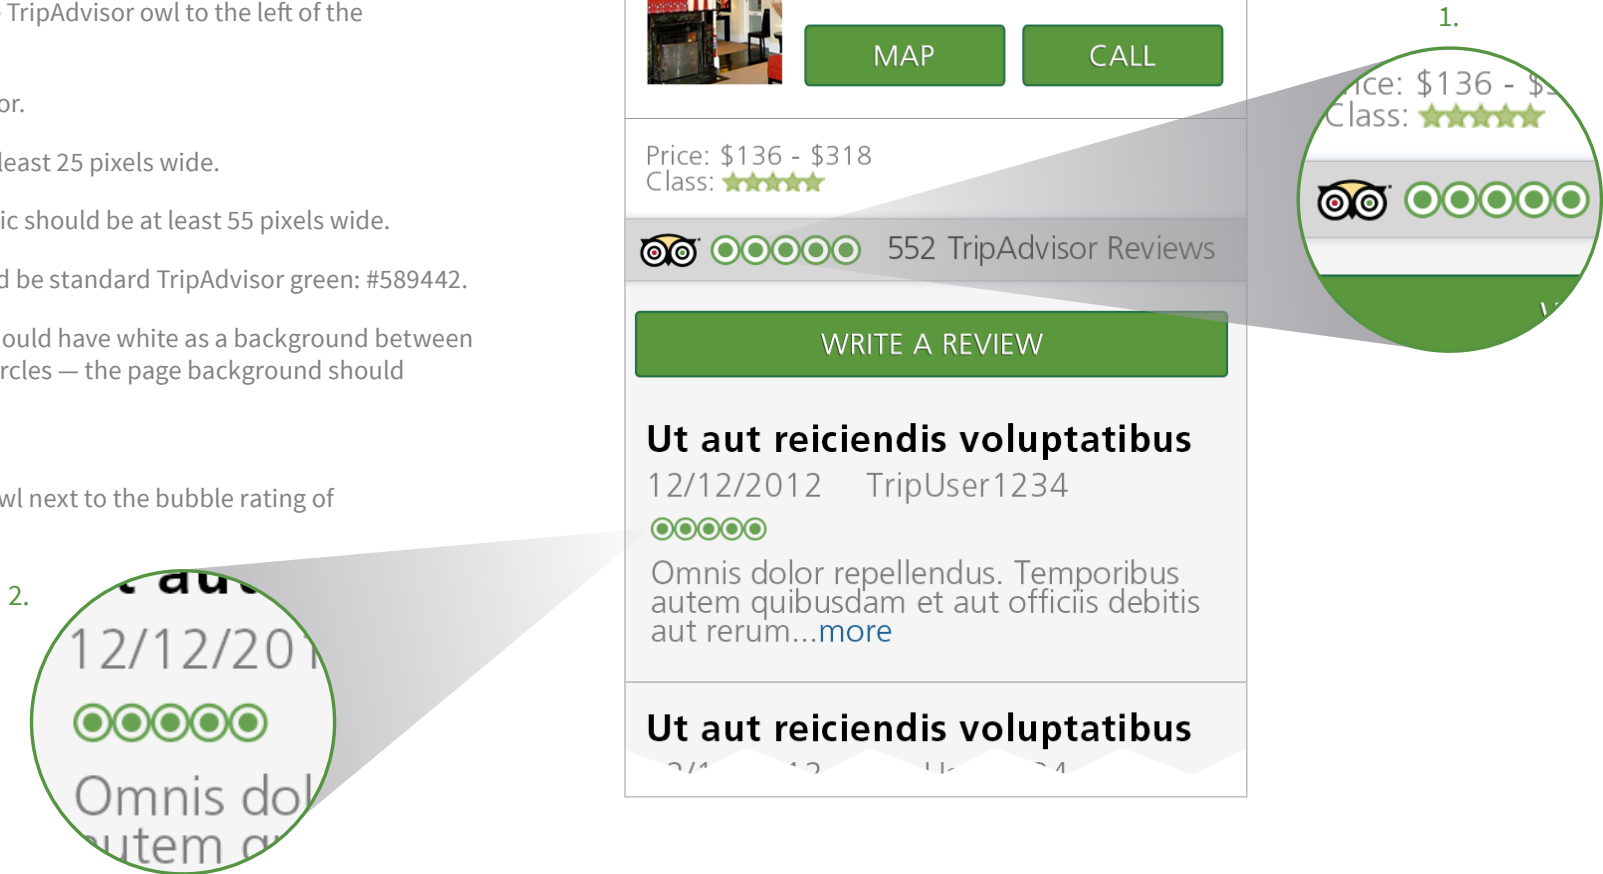 TripAdvisor owl to the left of the
or.
least 25 pixels wide.
ic should be at least 55 pixels wide.
d be standard TripAdvisor green: #589442.
ould have white as a background between
rcles — the page background should
wl next to the bubble rating of
2.
12/12/201
Omnis dol
MAP
CALL
Price: $136 - $318
Class:
552 TripAdvisor Reviews
WRITE A REVIEW
Ut aut reiciendis voluptatibus
12/12/2012 TripUser1234
Omnis dolor repellendus. Temporibus
autem quibusdam et aut officiis debitis
aut rerum...more
Ut aut reiciendis voluptatibus
1.
ice: $136 - $
Class: